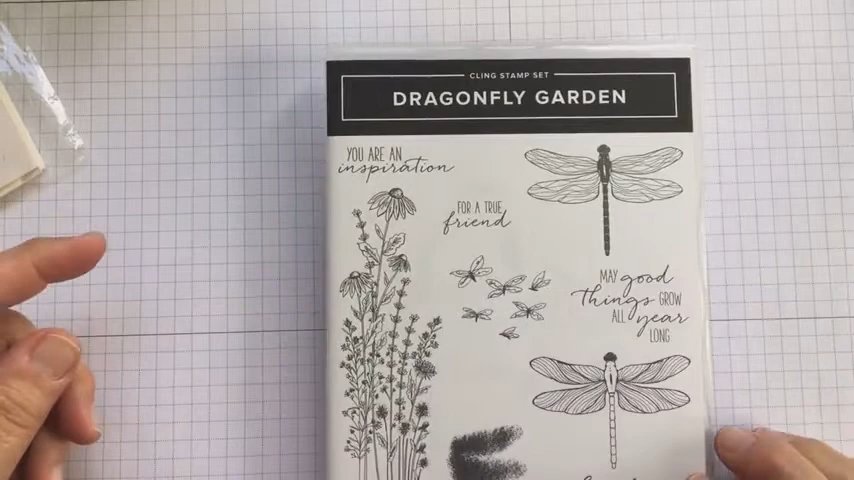 CLING STAMP SET
DRAGONFLY GARDEN
YOU ARE AN
inspiration
FOR A TRUE
friend
MAY good
things GROW
ALL year
LONG